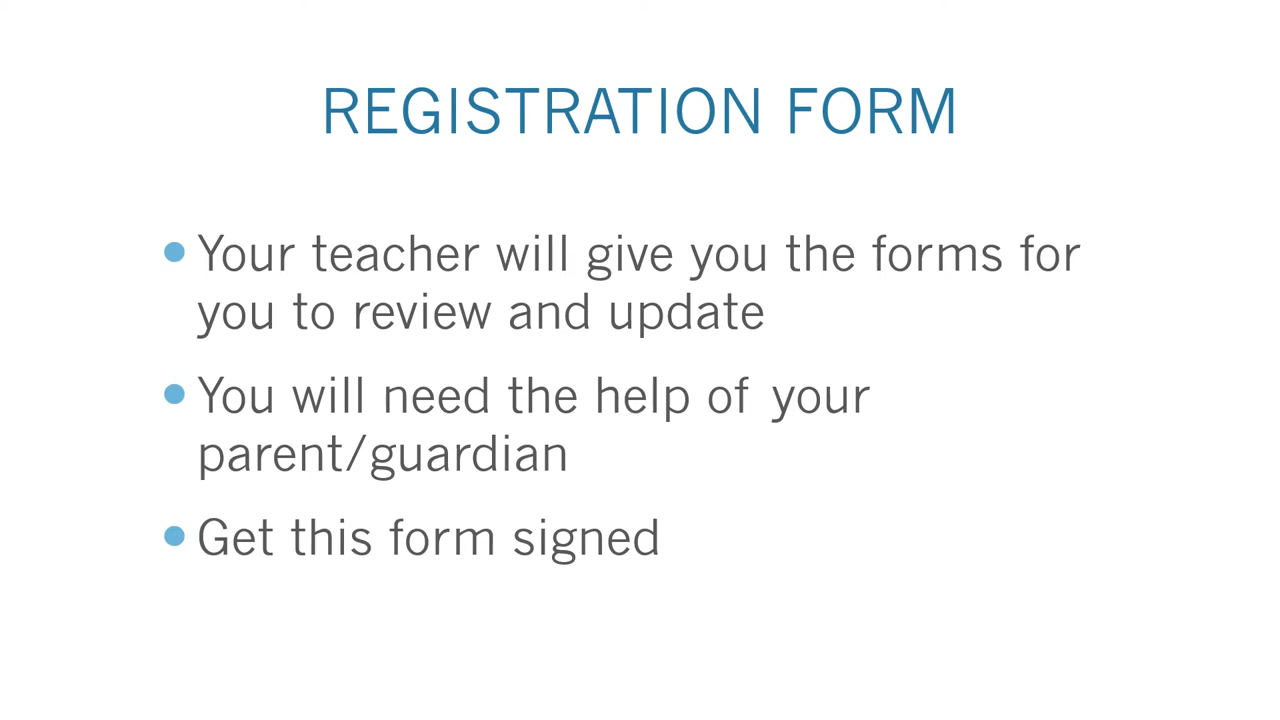 REGISTRATION FORM
• Your teacher will give you the forms for
you to review and update
• You will need the help of your
parent/guardian
• Get this form signed